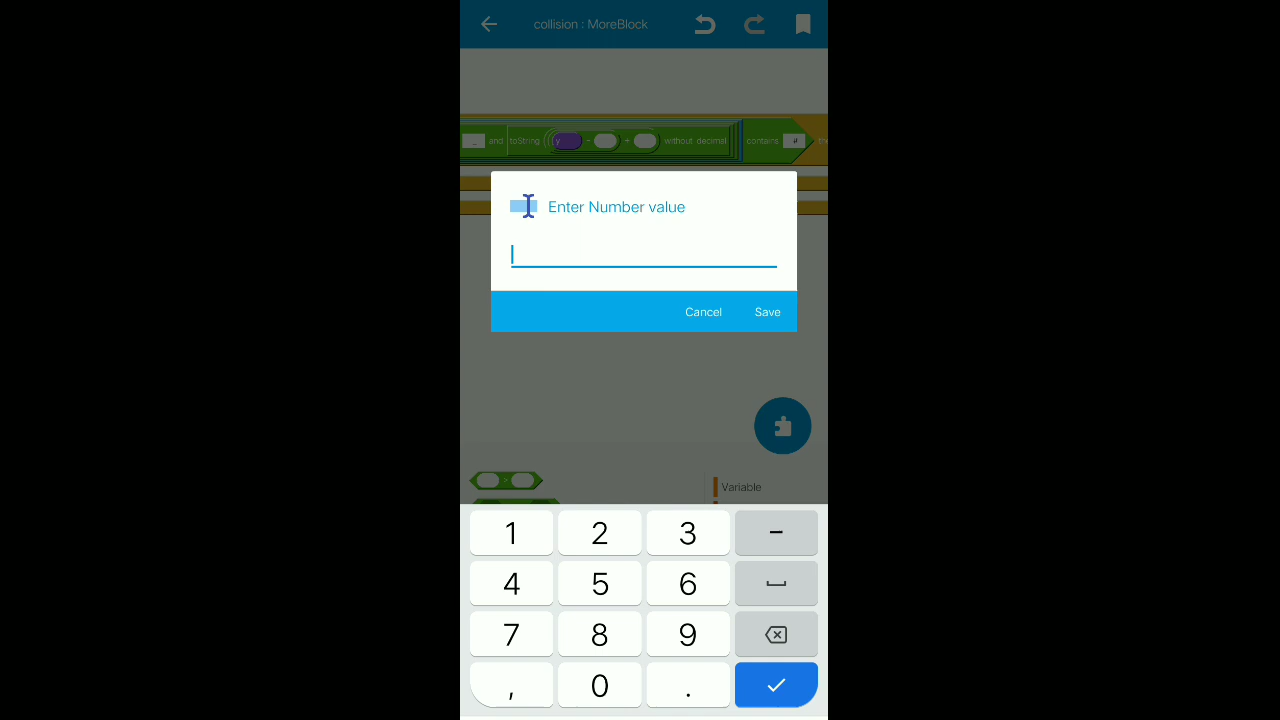 collision : MoreBlock
_ and toString y - + without decimal contains # the
Enter Number value
Cancel Save
Variable
1 2 3 -
4 5 6
7 8 9
, 0 .